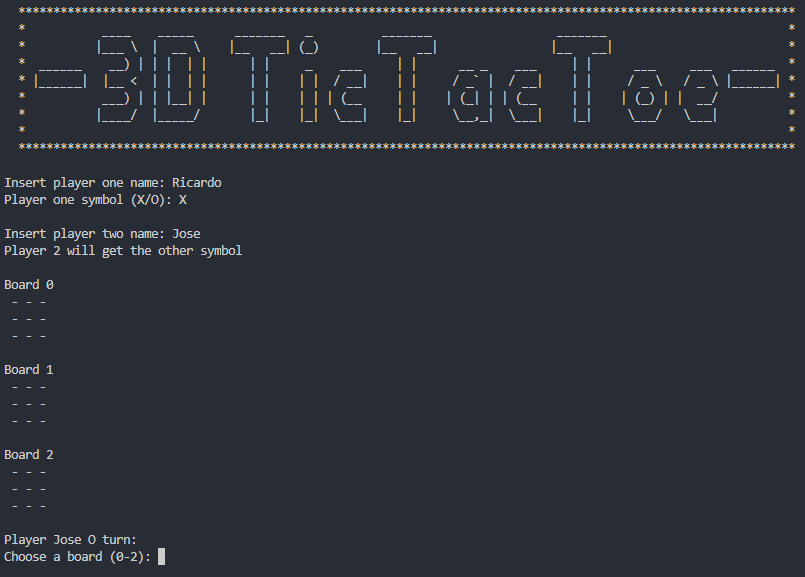 3D TicTacToe
Insert player one name: Ricardo
Player one symbol (X/O): X
Insert player two name: Jose
Player 2 will get the other symbol
Board 0
- - -
- - -
- - -
Board 1
- - -
- - -
- - -
Board 2
- - -
- - -
- - -
Player Jose O turn:
Choose a board (0-2):